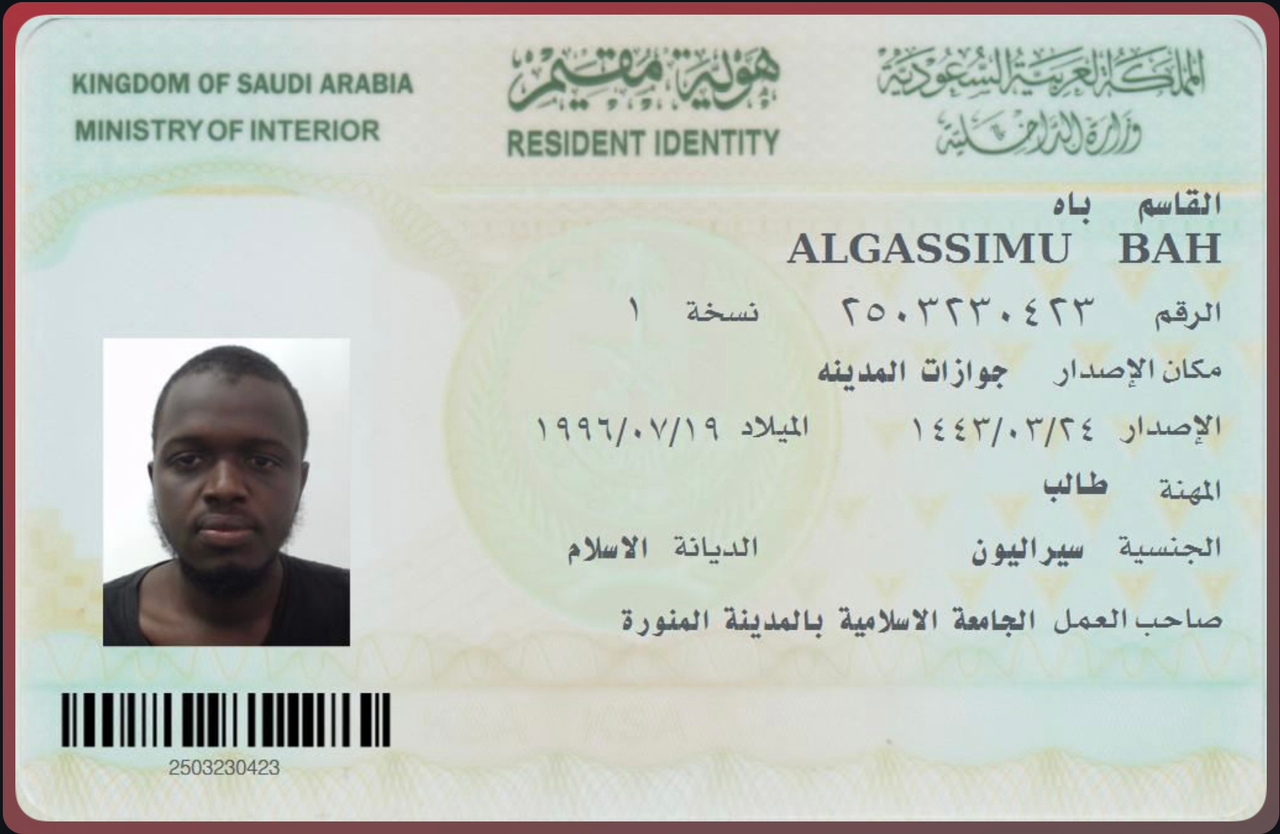 KINGDOM OF SAUDI ARABIA
MINISTRY OF INTERIOR
هوية مقيم
RESIDENT IDENTITY
المملكة العربية السعودية
وزارة الداخلية
القاسم باه
ALGASSIMU BAH
الرقم ٢٥٠٣٢٣٠٤٢٣ نسخة ١
مكان الإصدار جوازات المدينه
الإصدار ١٤٤٣/٠٣/٢٤ الميلاد ١٩٩٦/٠٧/١٩
المهنة طالب
الجنسية سيراليون الديانة الاسلام
صاحب العمل الجامعة الاسلامية بالمدينة المنورة
2503230423